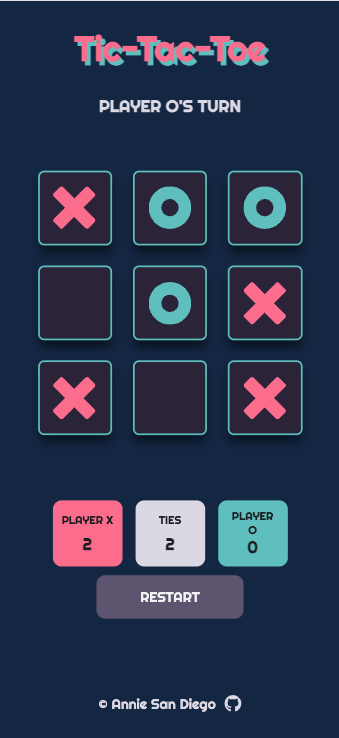 Tic-Tac-Toe
PLAYER O'S TURN
X O O
O X
X X
PLAYER X
2
TIES
2
PLAYER
O
0
RESTART
© Annie San Diego